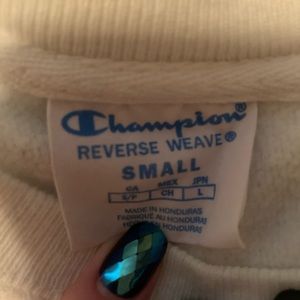 Champion®
REVERSE WEAVE®
SMALL
CA MEX JPN
S/P CH L
MADE IN HONDURAS
FABRIQUÉ AU HONDURAS
HECHO EN HONDURAS